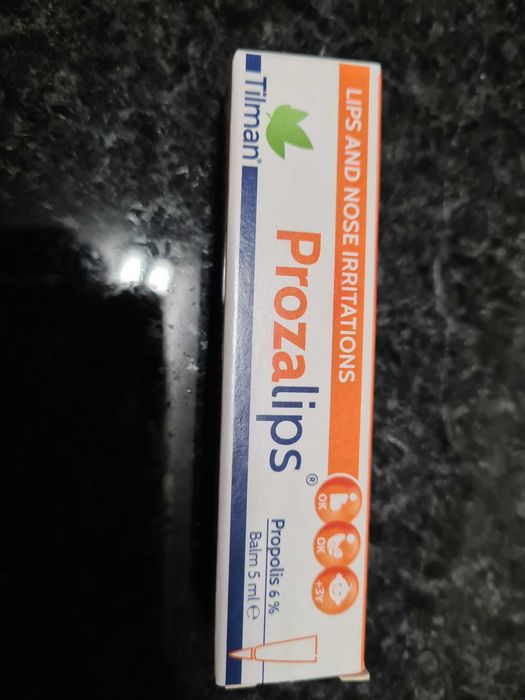 LIPS AND NOSE IRRITATIONS
Tilman®
Prozalips®
OK
OK
+3Y
Propolis 6 %
Balm 5 ml ℮